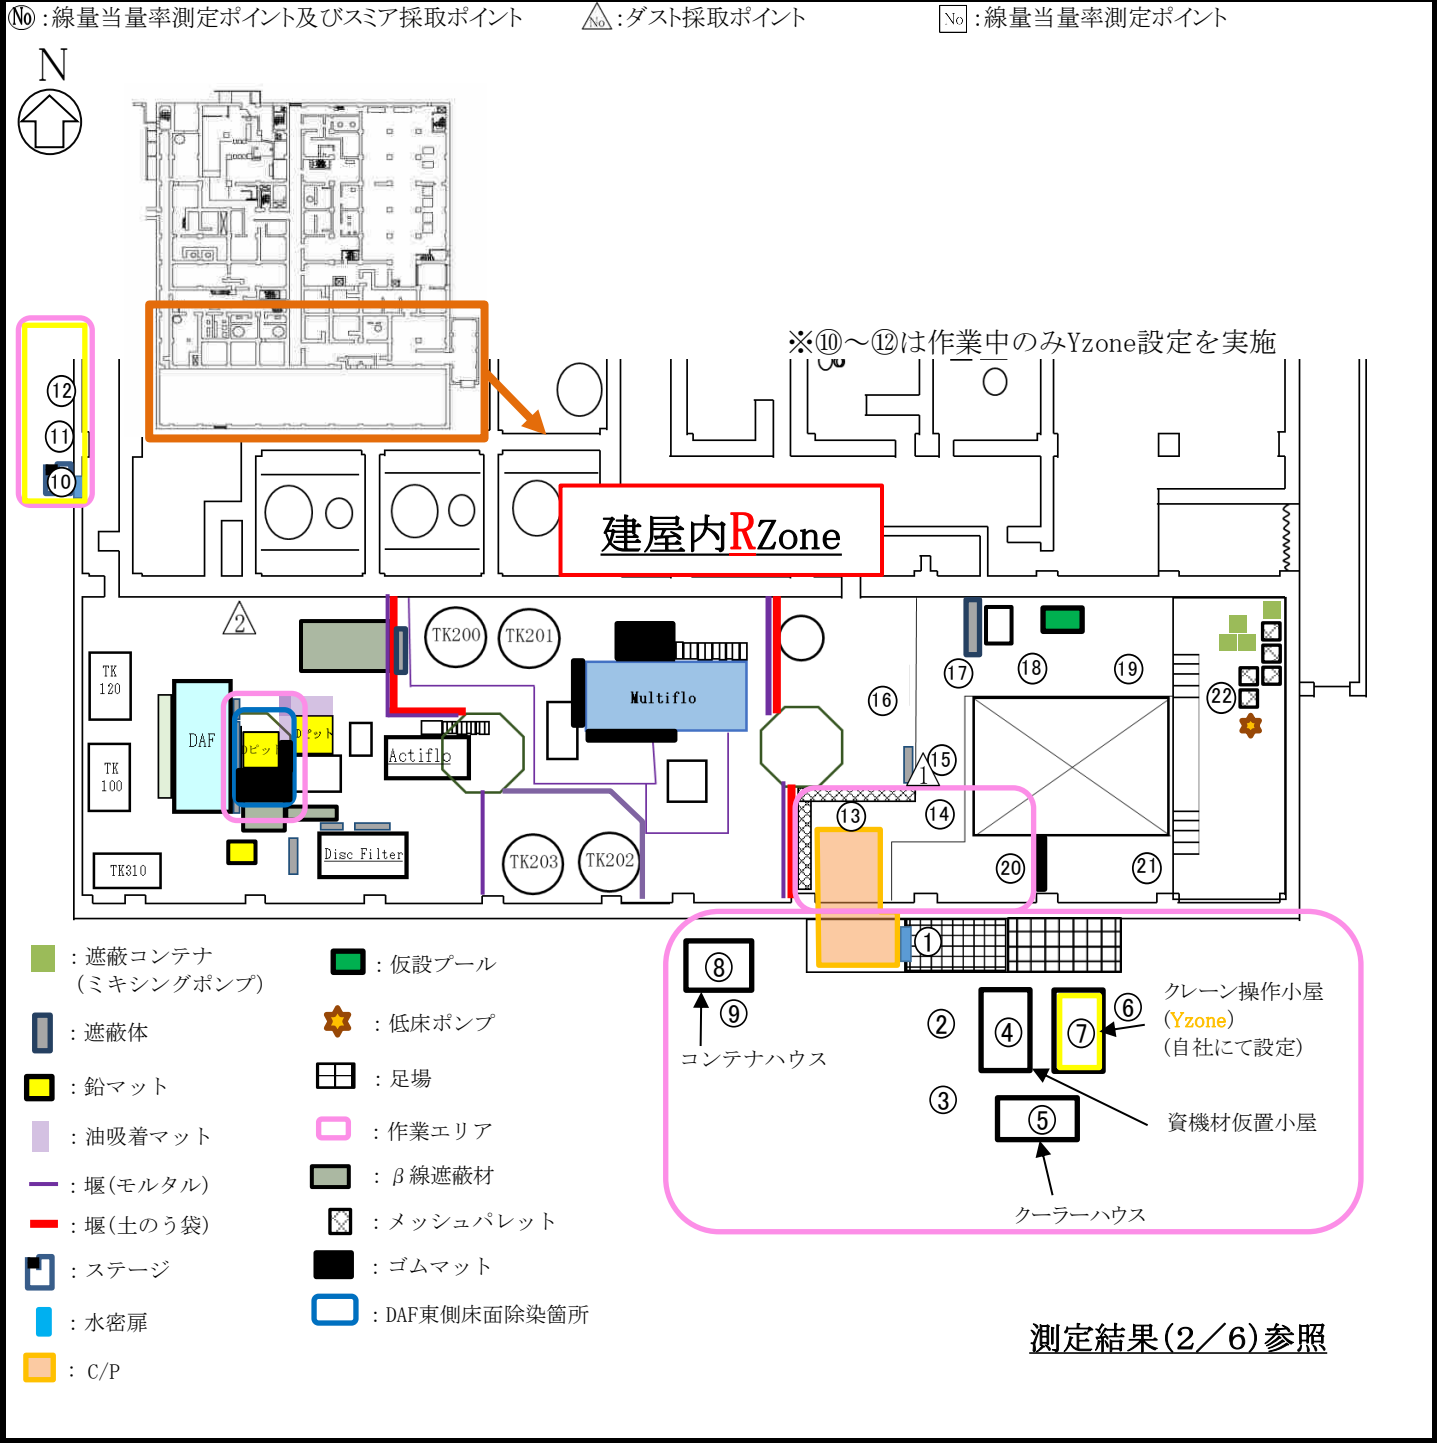 №:線量当量率測定ポイント及びスミア採取ポイント
No:ダスト採取ポイント
No:線量当量率測定ポイント
N
※⑩～⑫は作業中のみYzone設定を実施
⑫
⑪
⑩
建屋内RZone
2
TK200
TK201
TK
120
DAF
Dピット
Dピット
Multiflo
Actiflo
TK
100
⑯
⑰
⑱
⑲
㉒
⑮
1
⑭
⑬
Disc Filter
TK203
TK202
TK310
⑳
㉑
①
⑧
⑨
コンテナハウス
②
④
⑦
⑥
クレーン操作小屋
(Yzone)
(自社にて設定)
③
⑤
資機材仮置小屋
クーラーハウス
:遮蔽コンテナ
(ミキシングポンプ)
:遮蔽体
:鉛マット
:油吸着マット
:堰(モルタル)
:堰(土のう袋)
:ステージ
:水密扉
: C/P
:仮設プール
:低床ポンプ
:足場
:作業エリア
:β線遮蔽材
:メッシュパレット
:ゴムマット
:DAF東側床面除染箇所
測定結果(2／6)参照